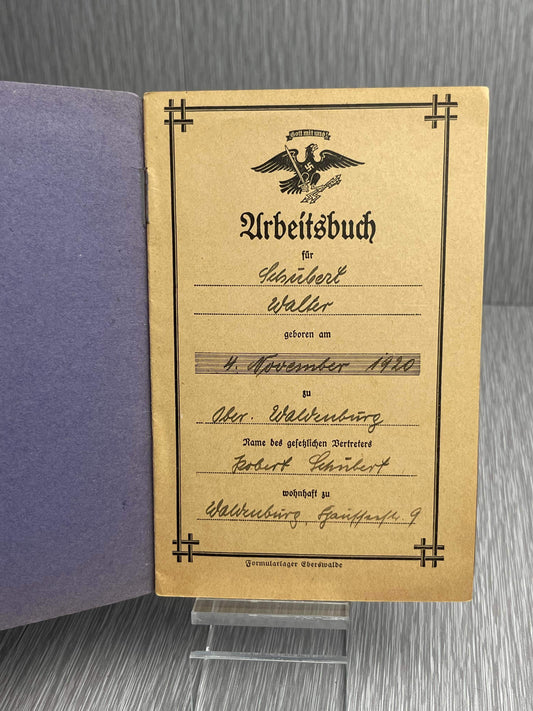 Gott mit uns!
Arbeitsbuch
für
Schubert
Walter
geboren am
4. November 1920
zu
Ober. Waldenburg
Name des gesetzlichen Vertreters
Robert Schubert
wohnhaft zu
Waldenburg, 9
Formularlager Eberswalde